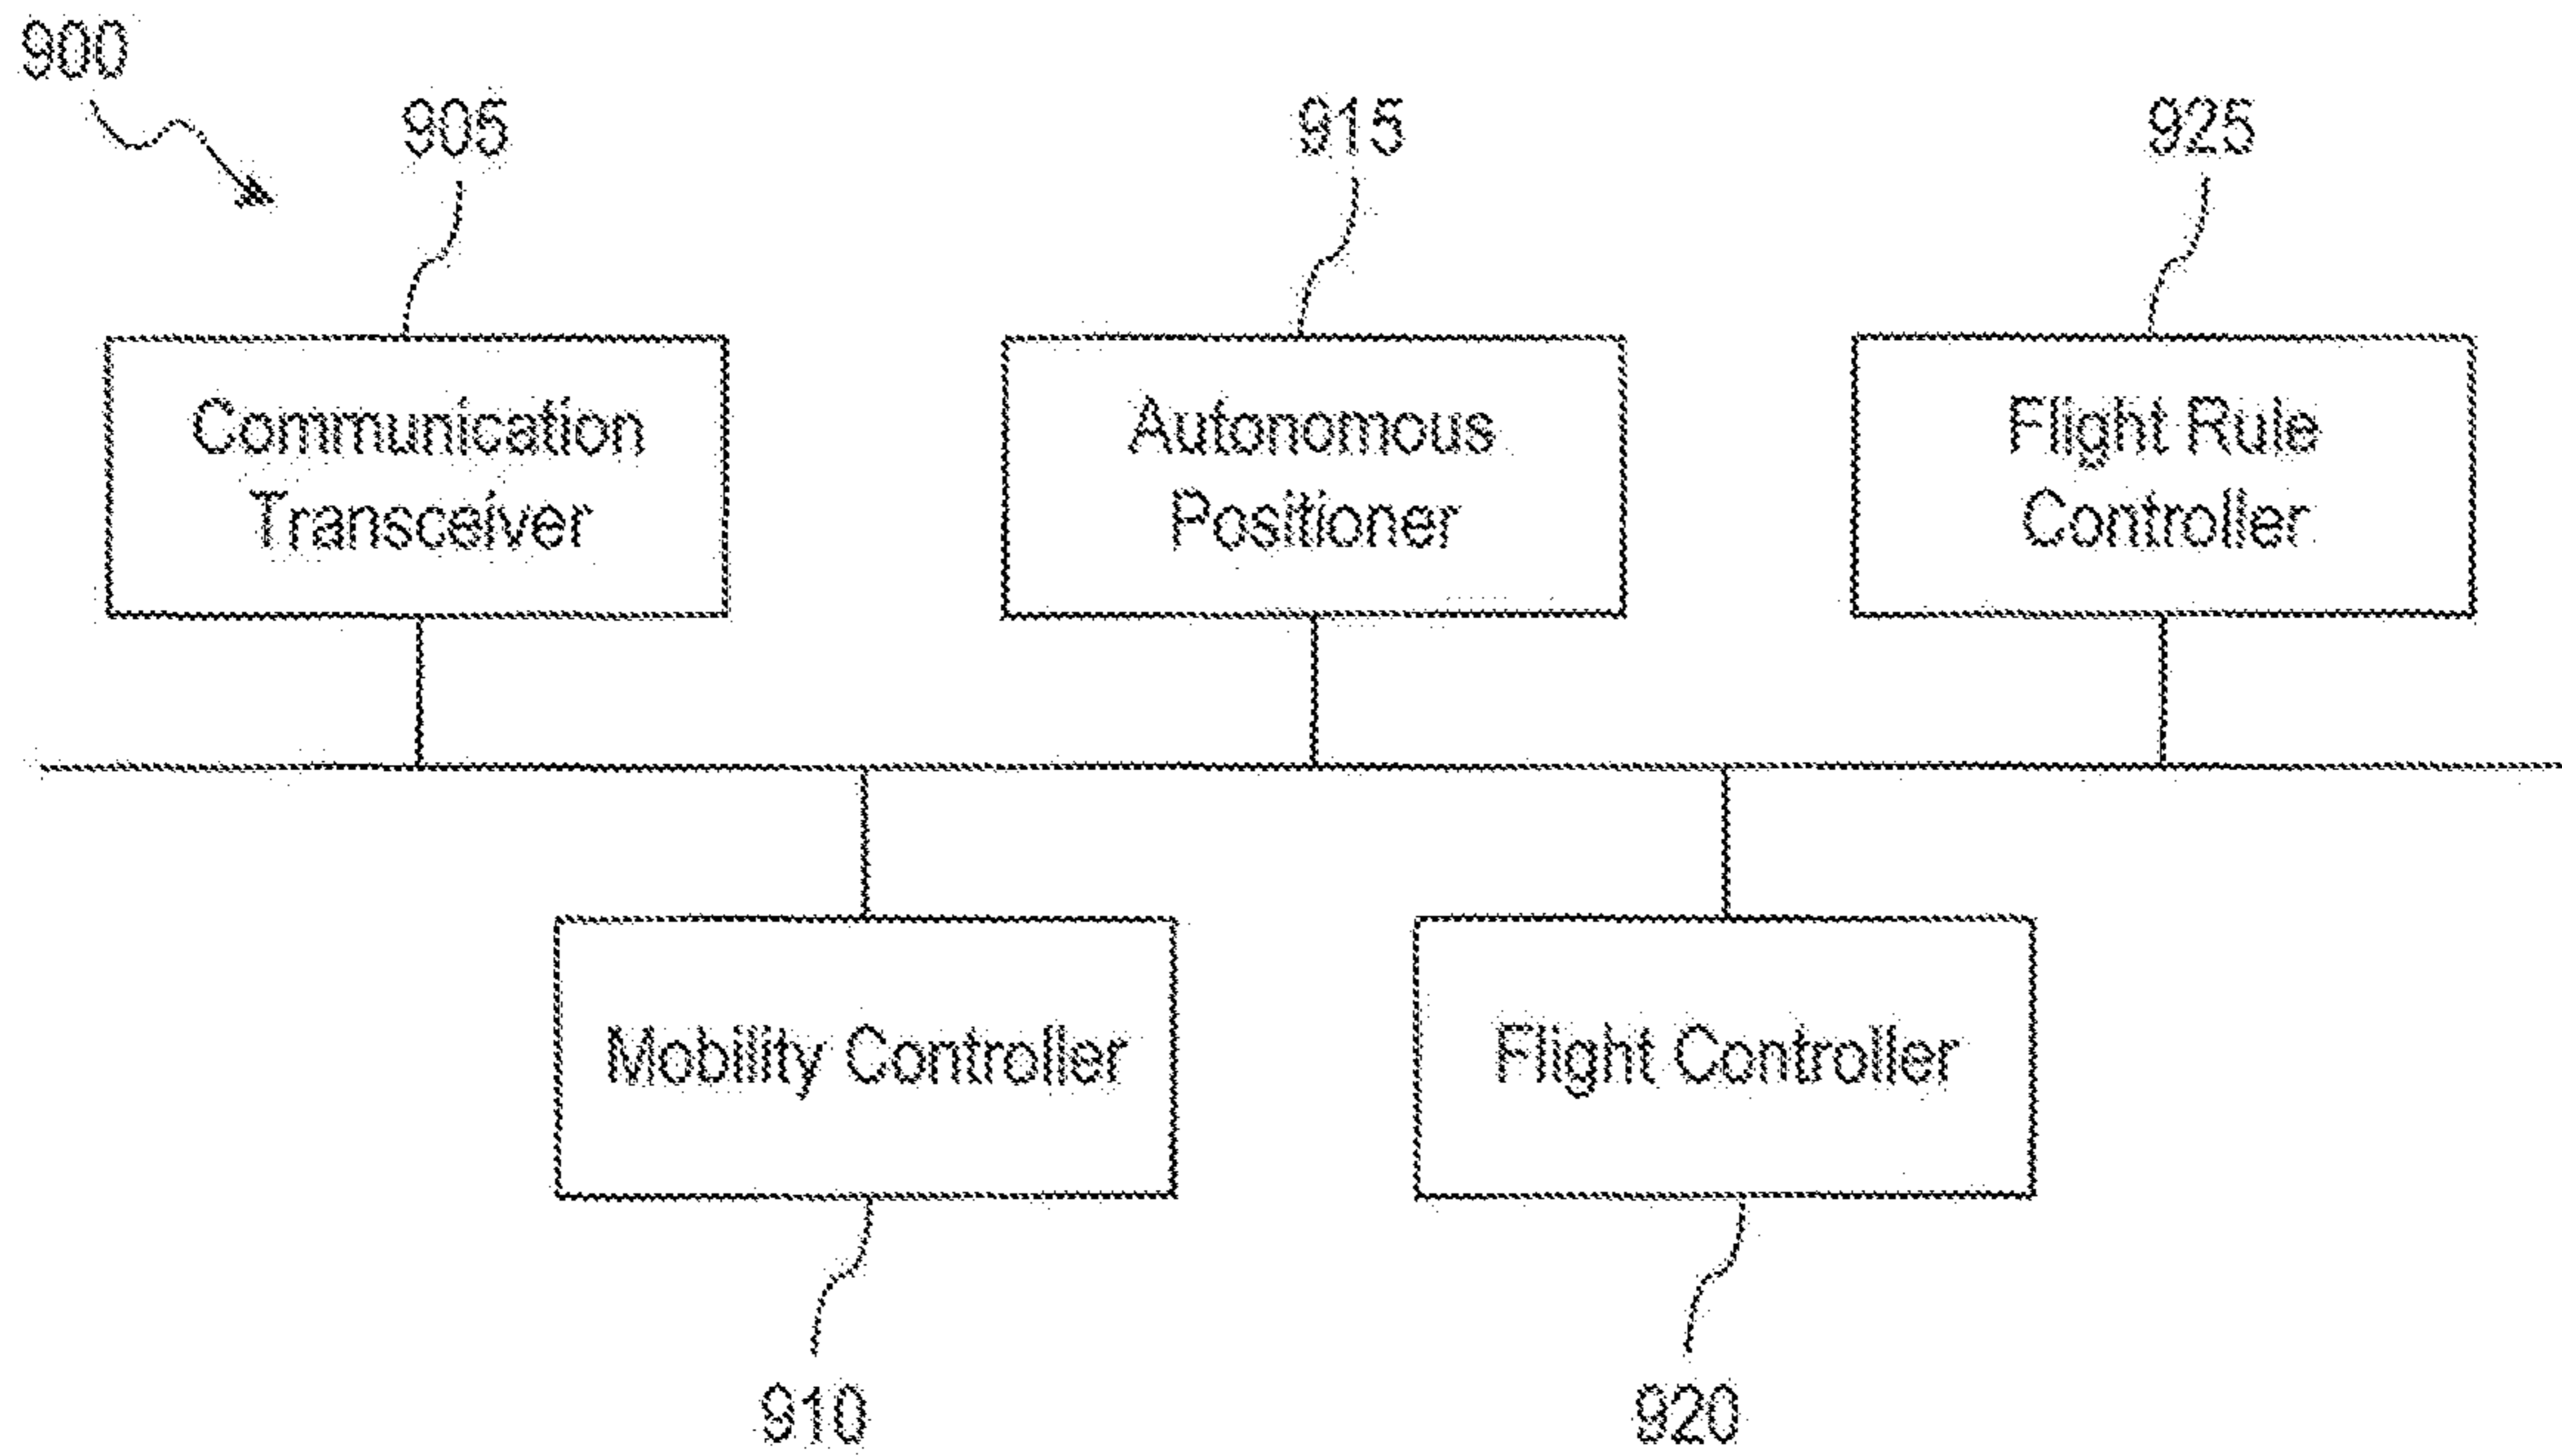 900
905
915
925
Communication
Transceiver
Autonomous
Positioner
Flight Rule
Controller
Mobility Controller
Flight Controller
910
920